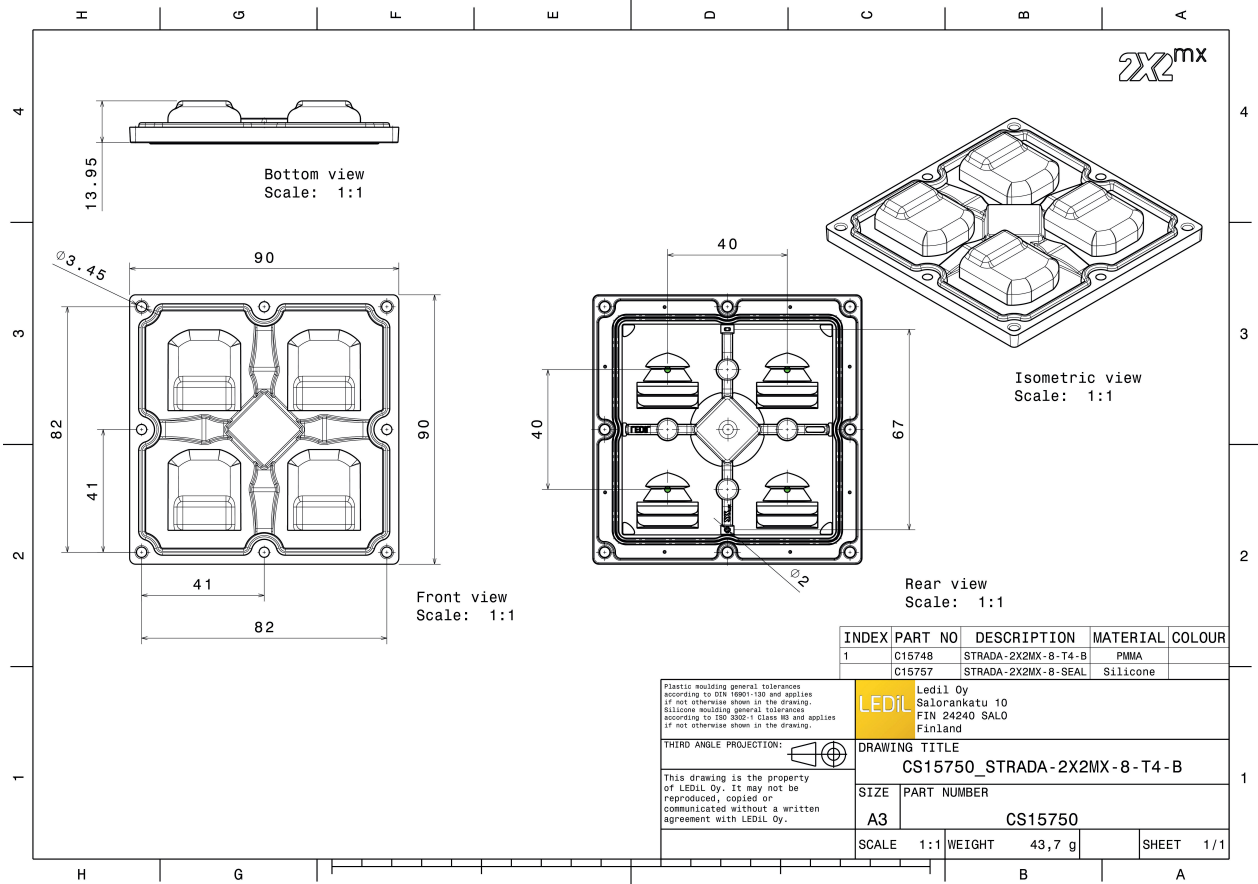 H G F E D C B A
4
4
2X2mx
13.95
Bottom view
Scale: 1:1
∅3.45
90
40
3
3
Isometric view
Scale: 1:1
82
90
40
67
41
LEDiL
2
2
41
∅2
Front view
Scale: 1:1
Rear view
Scale: 1:1
82
INDEX PART NO DESCRIPTION MATERIAL COLOUR
1 C15748 STRADA-2X2MX-8-T4-B PMMA
C15757 STRADA-2X2MX-8-SEAL Silicone
Plastic moulding general tolerances
according to DIN 16901-130 and applies
if not otherwise shown in the drawing.
Silicone moulding general tolerances
according to ISO 3302-1 Class M3 and applies
if not otherwise shown in the drawing.
LEDiL
Ledil Oy
Salorankatu 10
FIN 24240 SALO
Finland
THIRD ANGLE PROJECTION:
DRAWING TITLE
CS15750_STRADA-2X2MX-8-T4-B
1
1
This drawing is the property
of LEDiL Oy. It may not be
reproduced, copied or
communicated without a written
agreement with LEDiL Oy.
SIZE PART NUMBER
A3 CS15750
SCALE 1:1 WEIGHT 43,7 g SHEET 1/1
H G B A